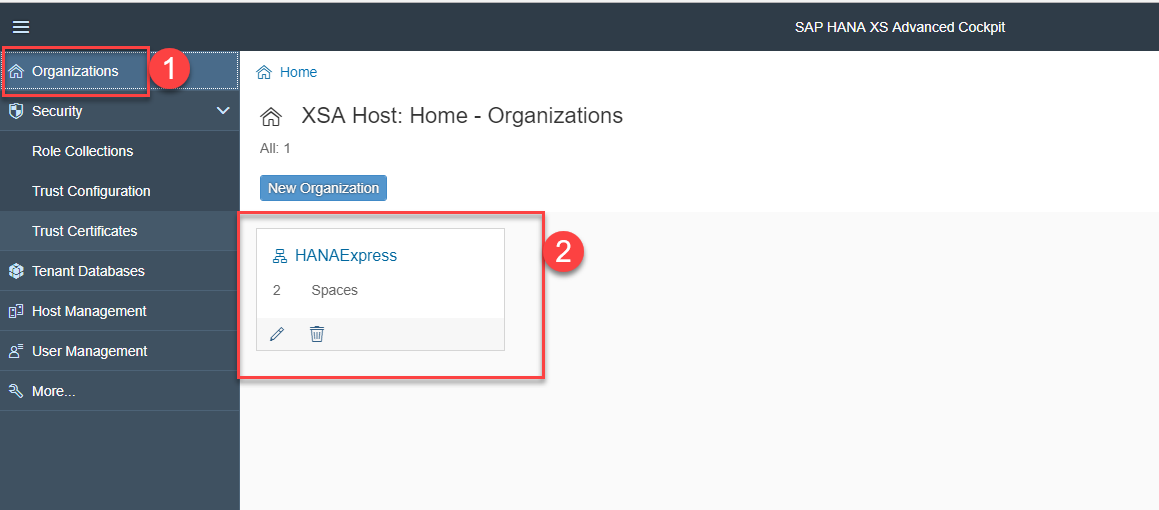 SAP HANA XS Advanced Cockpit
Organizations
1
Security
Role Collections
Trust Configuration
Trust Certificates
Tenant Databases
Host Management
User Management
More...
Home
XSA Host: Home - Organizations
All: 1
New Organization
HANAExpress
2 Spaces
2